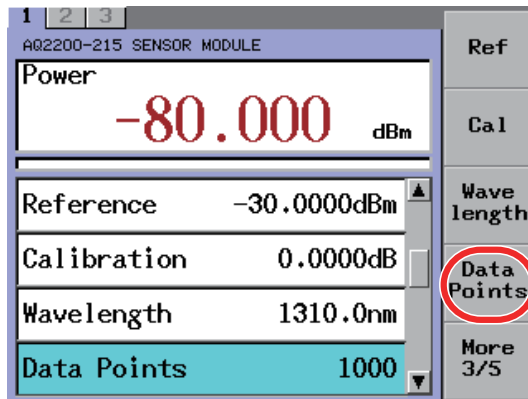 1 2 3
AQ2200-215 SENSOR MODULE
Power
-80.000 dBm
Reference -30.0000dBm
Calibration 0.0000dB
Wavelength 1310.0nm
Data Points 1000
Ref
Cal
Wave
length
Data
Points
More
3/5